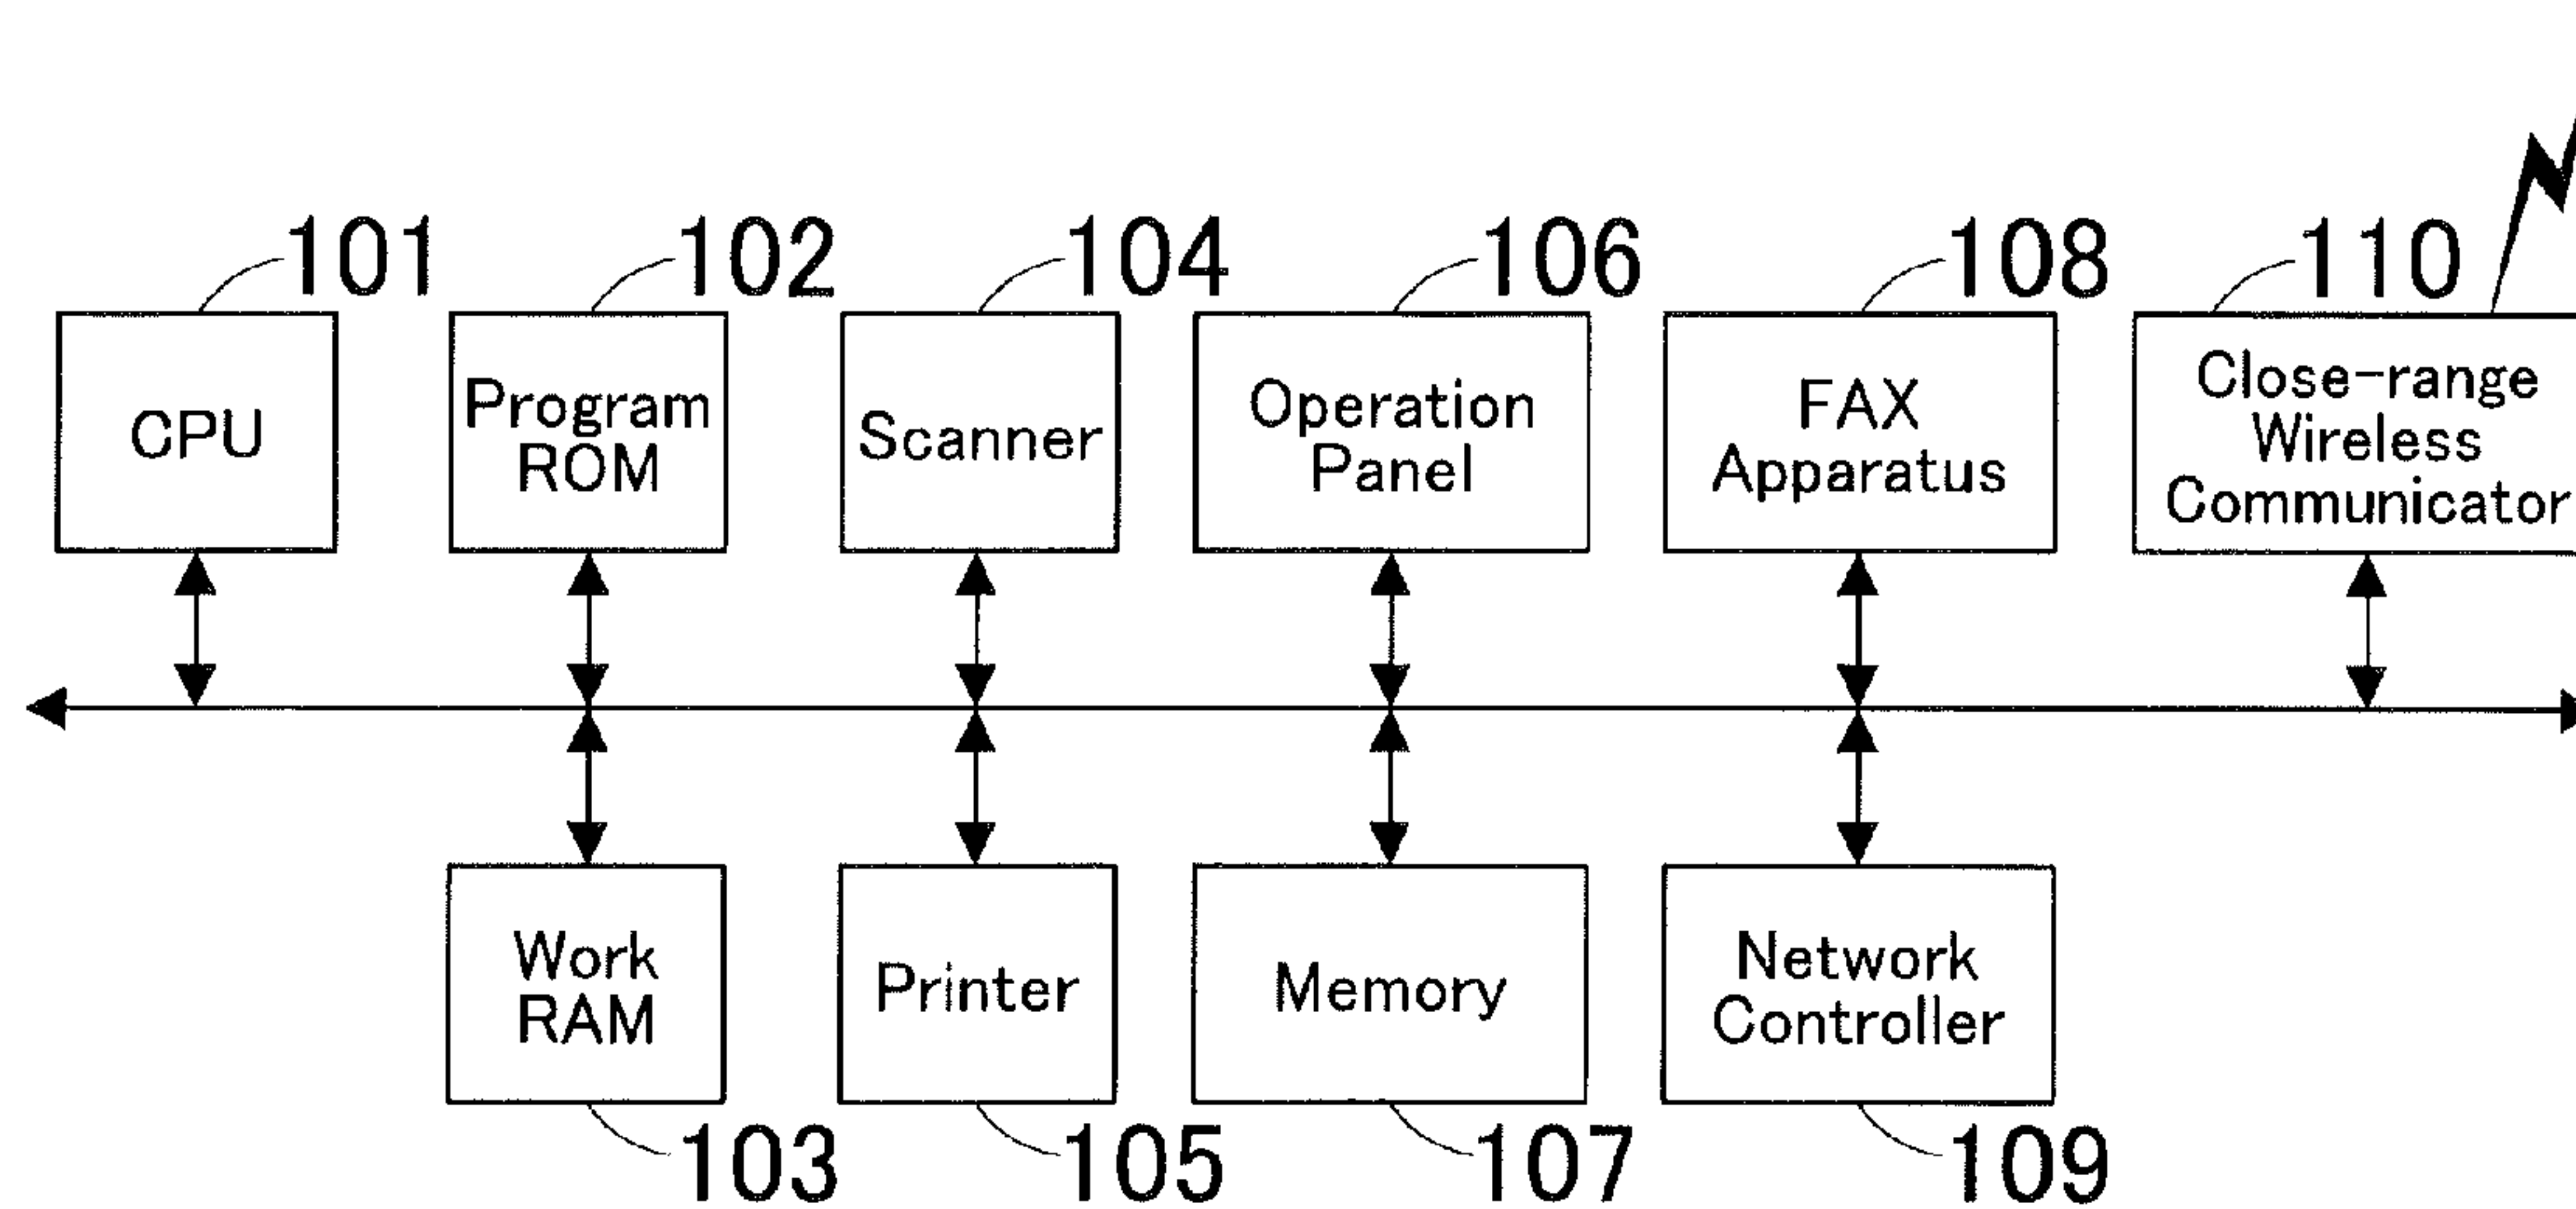 101
102
104
106
108
110
CPU
Program
ROM
Scanner
Operation
Panel
FAX
Apparatus
Close-range
Wireless
Communicator
Work
RAM
Printer
Memory
Network
Controller
103
105
107
109